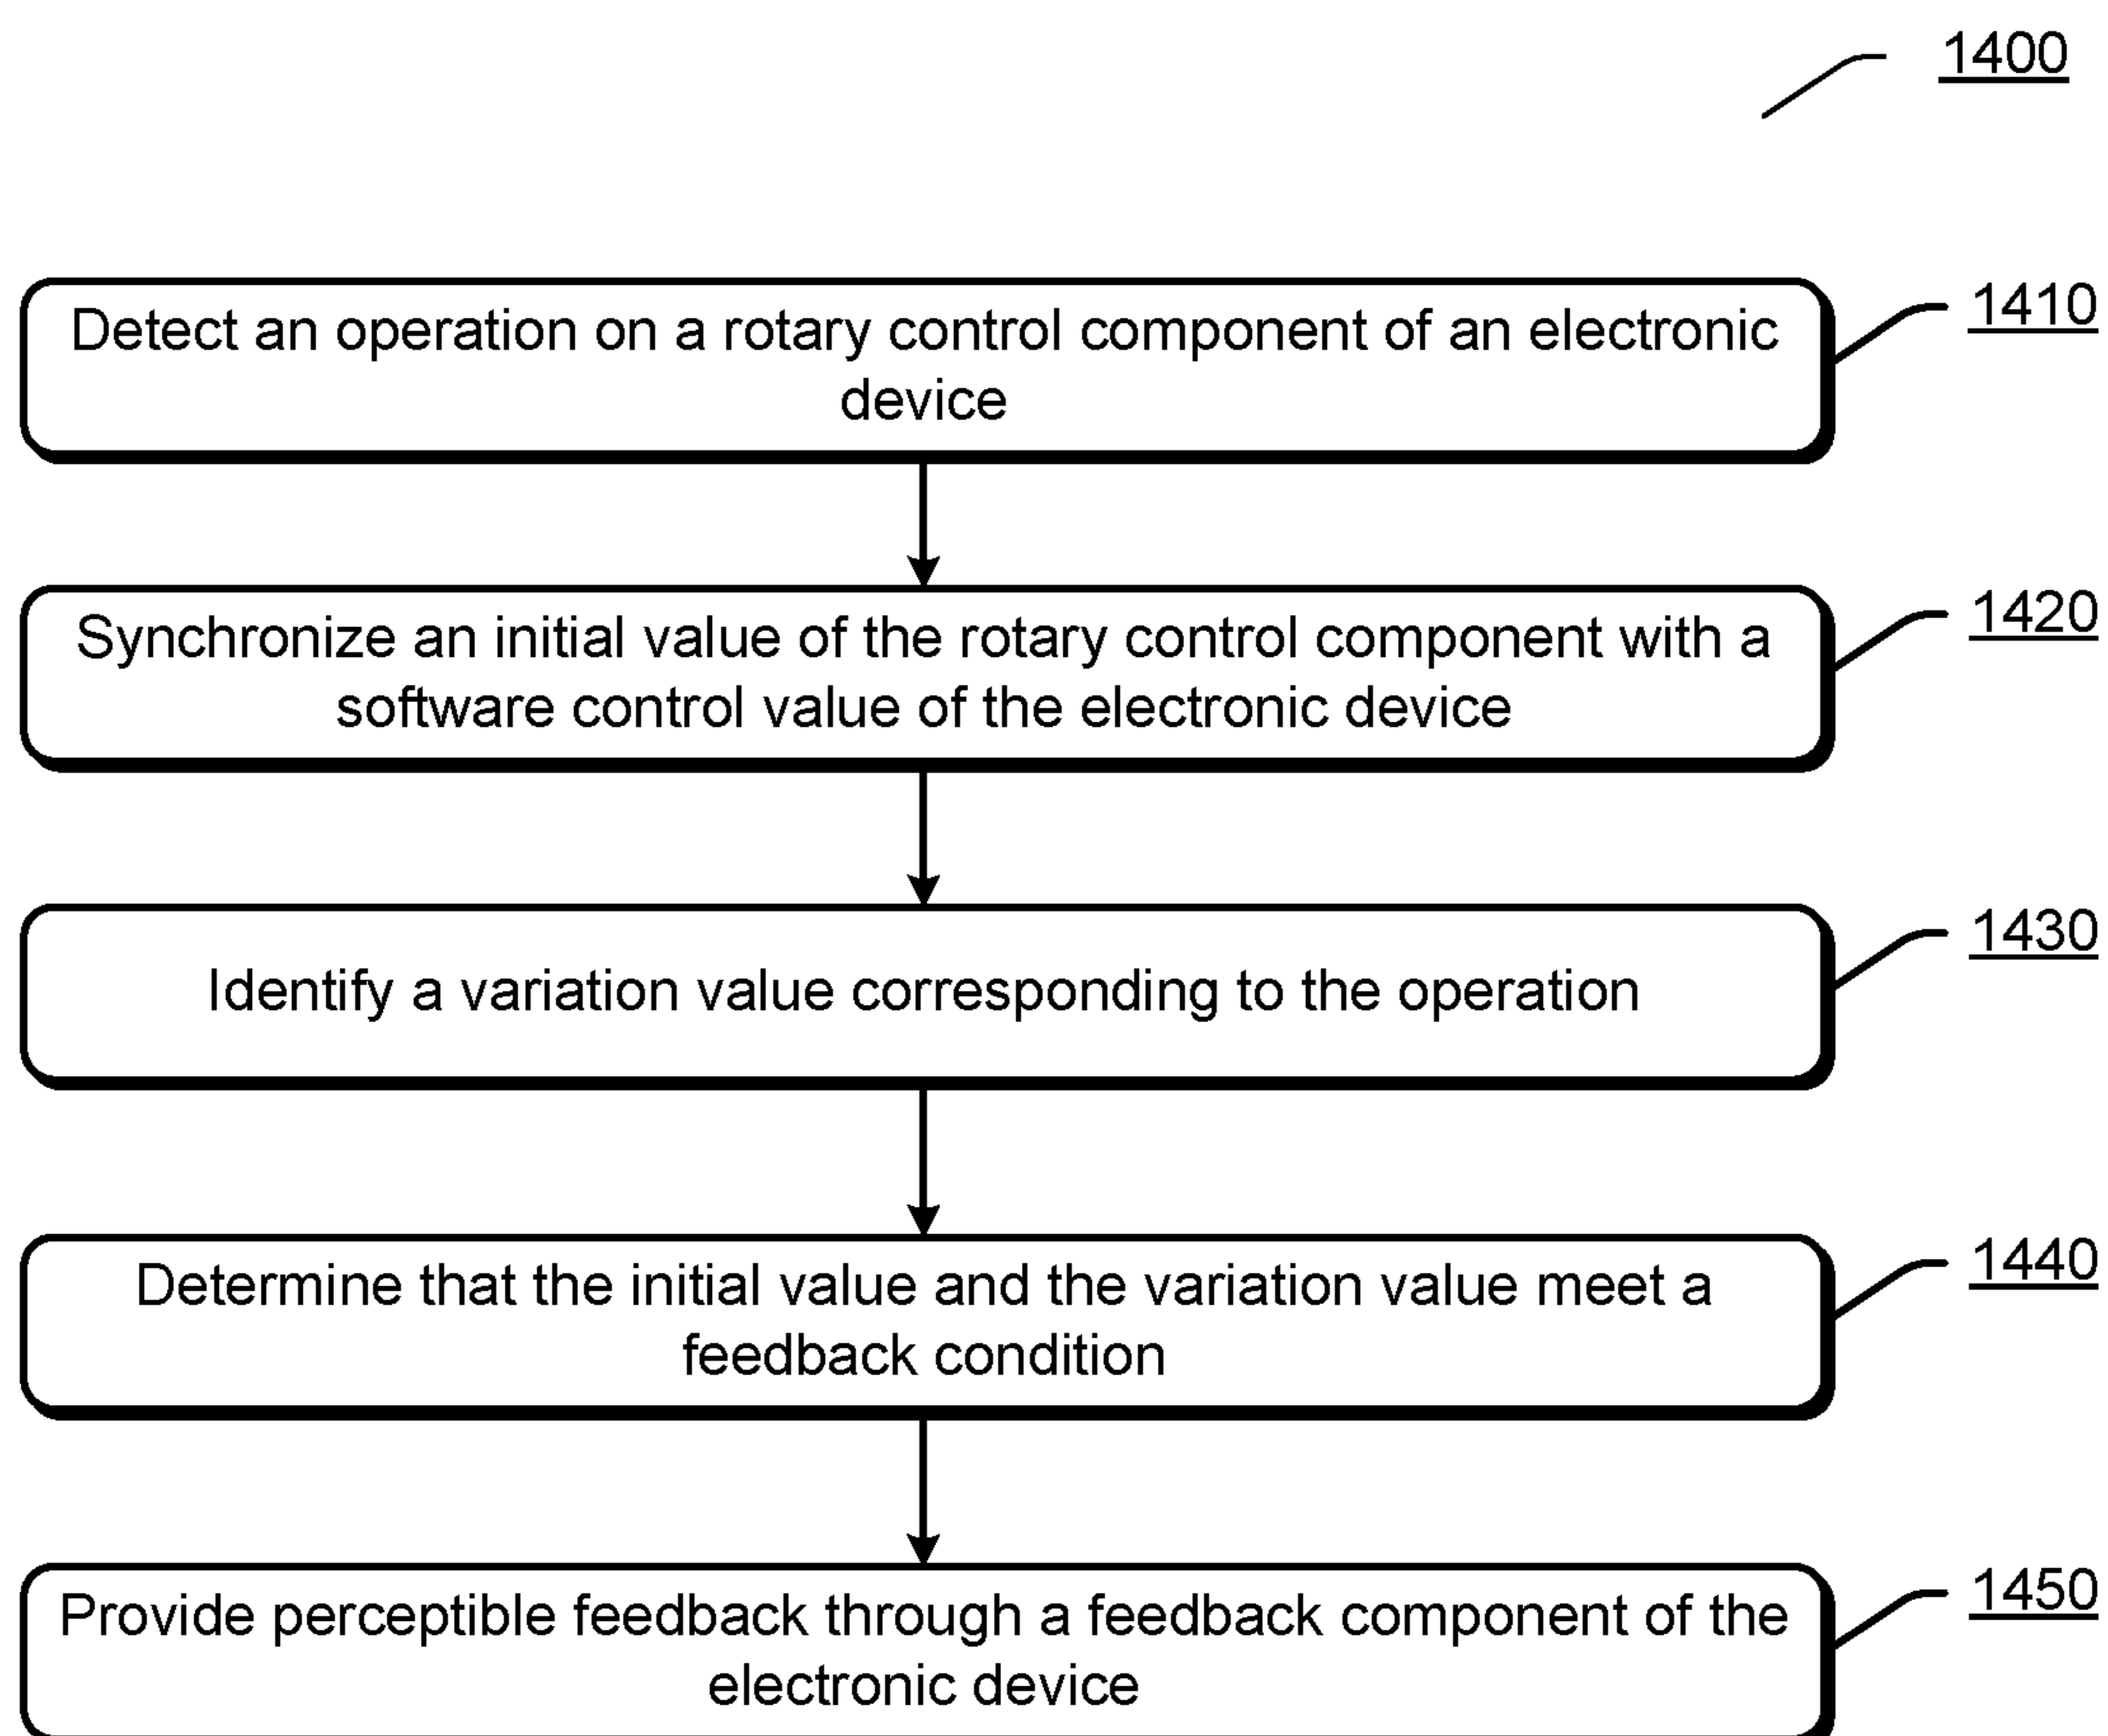 1400
Detect an operation on a rotary control component of an electronic
device
1410
Synchronize an initial value of the rotary control component with a
software control value of the electronic device
1420
Identify a variation value corresponding to the operation
1430
Determine that the initial value and the variation value meet a
feedback condition
1440
Provide perceptible feedback through a feedback component of the
electronic device
1450